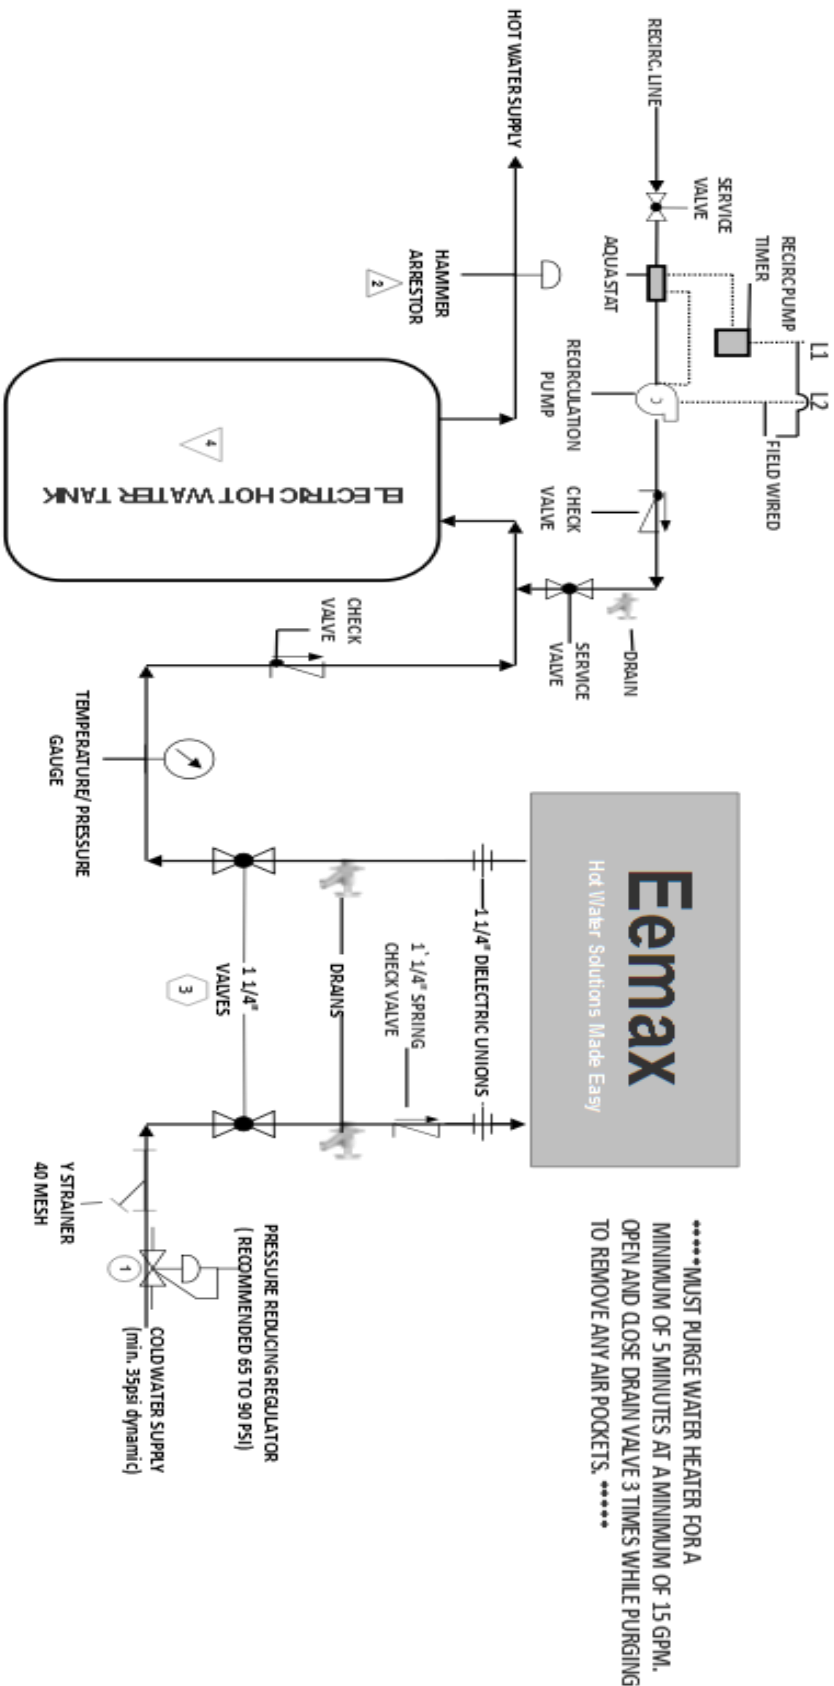 HOT WATER SUPPLY
RECIRC. LINE
SERVICE
VALVE
RECIRC PUMP
TIMER
L1
L2
AQUASTAT
HAMMER
ARRESTOR
2
RECIRCULATION
PUMP
FIELD WIRED
CHECK
VALVE
4
ELECTRIC HOT WATER TANK
DRAIN
SERVICE
VALVE
CHECK
VALVE
TEMPERATURE/ PRESSURE
GAUGE
Eemax
Hot Water Solutions Made Easy
1 1/4" DIELECTRIC UNIONS
1` 1/4" SPRING
CHECK VALVE
DRAINS
1 1/4"
VALVES
3
Y STRAINER
40 MESH
1
PRESSURE REDUCING REGULATOR
( RECOMMENDED 65 TO 90 PSI)
COLD WATER SUPPLY
(min. 35psi dynamic)
*****MUST PURGE WATER HEATER FOR A
MINIMUM OF 5 MINUTES AT A MINIMUM OF 15 GPM.
OPEN AND CLOSE DRAIN VALVE 3 TIMES WHILE PURGING
TO REMOVE ANY AIR POCKETS. *****